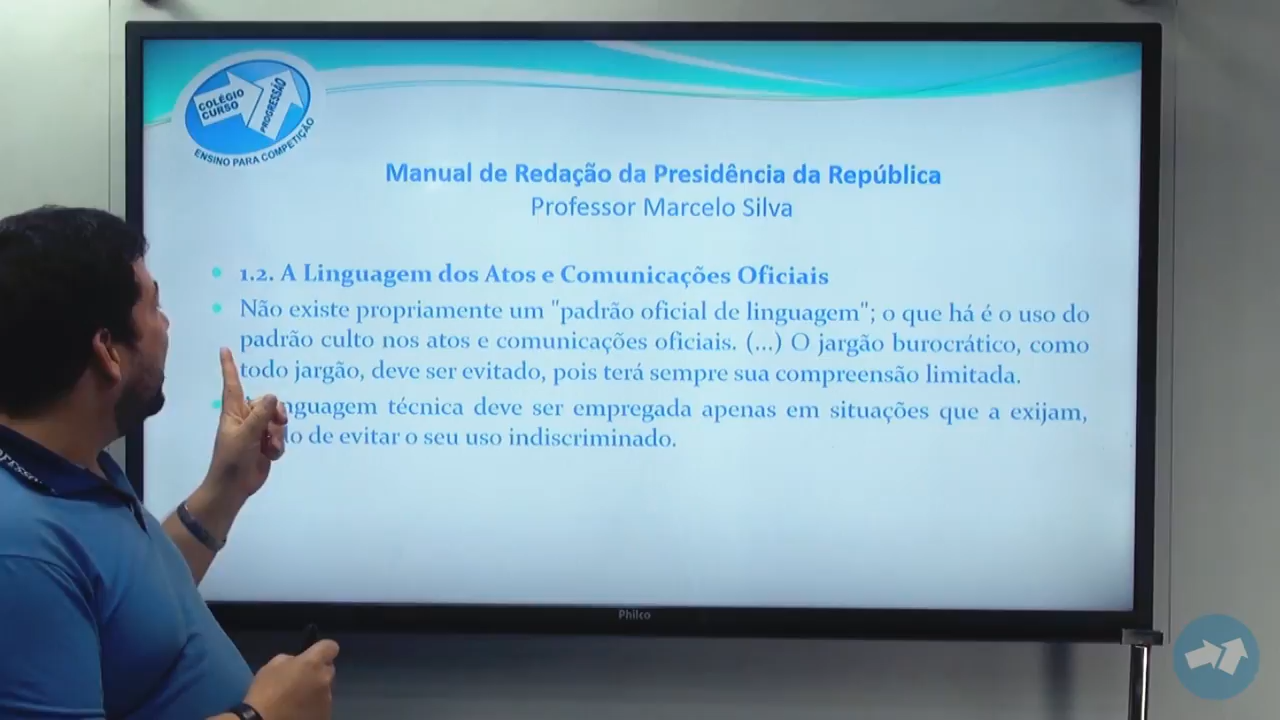 COLÉGIO
CURSO
PROGRESSÃO
ENSINO PARA COMPETIÇÃO
Manual de Redação da Presidência da República
Professor Marcelo Silva
1.2. A Linguagem dos Atos e Comunicações Oficiais
Não existe propriamente um "padrão oficial de linguagem"; o que há é o uso do
padrão culto nos atos e comunicações oficiais. (...) O jargão burocrático, como
todo jargão, deve ser evitado, pois terá sempre sua compreensão limitada.
técnica deve ser empregada apenas em situações que a exijam,
de evitar o seu uso indiscriminado.
Philco